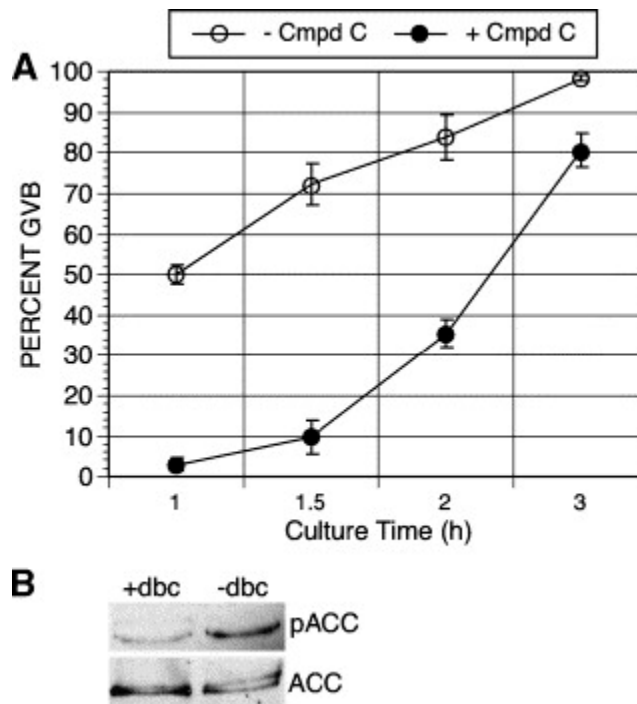 - Cmpd C + Cmpd C
A
100
90
80
70
60
50
40
30
20
10
0
PERCENT GVB
1 1.5 2 3
Culture Time (h)
B
+dbc -dbc
pACC
ACC